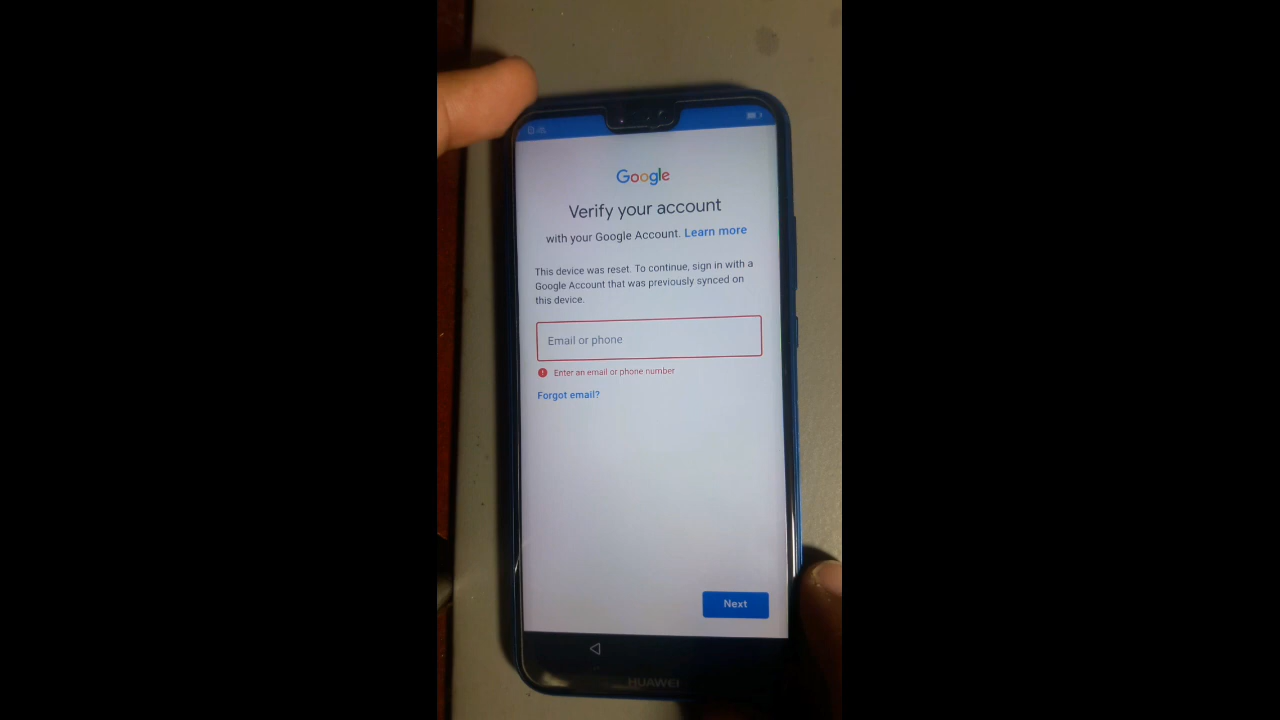 Google
Verify your account
with your Google Account. Learn more
This device was reset. To continue, sign in with a
Google Account that was previously synced on
this device.
Email or phone
Enter an email or phone number
Forgot email?
Next
HUAWEI